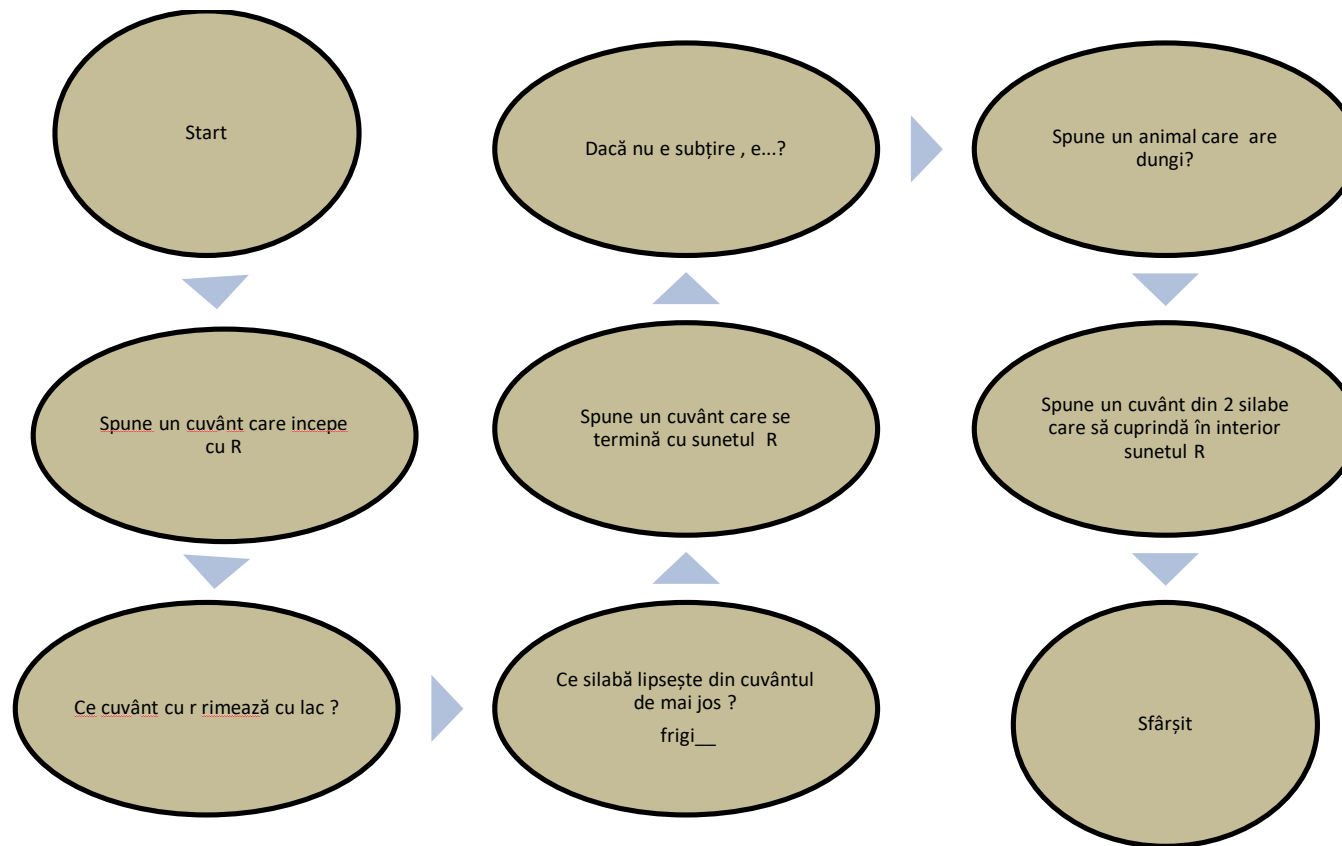 Start
Spune un cuvânt care incepe
cu R
Ce cuvânt cu r rimează cu lac ?
Ce silabă lipsește din cuvântul
de mai jos ?
frigi__
Spune un cuvânt care se
termină cu sunetul R
Dacă nu e subțire , e...?
Spune un animal care are
dungi?
Spune un cuvânt din 2 silabe
care să cuprindă în interior
sunetul R
Sfârșit